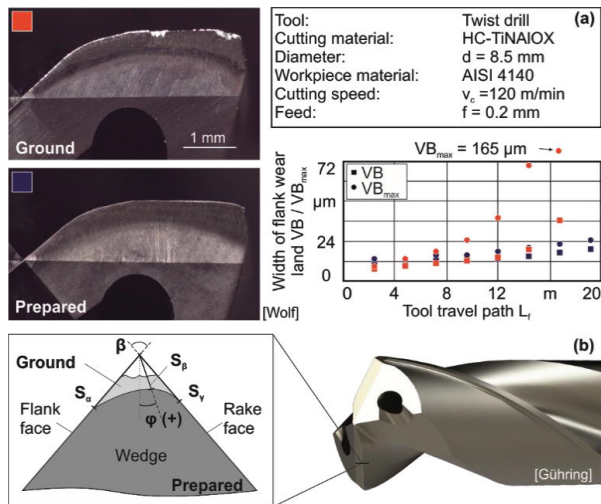 (a)
Tool: Twist drill
Cutting material: HC-TiNAlOX
Diameter: d = 8.5 mm
Workpiece material: AISI 4140
Cutting speed: vc =120 m/min
Feed: f = 0.2 mm
1 mm
Ground
Prepared
[Wolf]
VBmax = 165 µm
Width of flank wear
land VB / VBmax
72
µm
24
0
VB
VBmax
0 4 8 12 m 20
Tool travel path Lf
(b)
β
Ground
Sβ
Sα
Sγ
Flank
face
φ (+)
Rake
face
Wedge
Prepared
[Gühring]